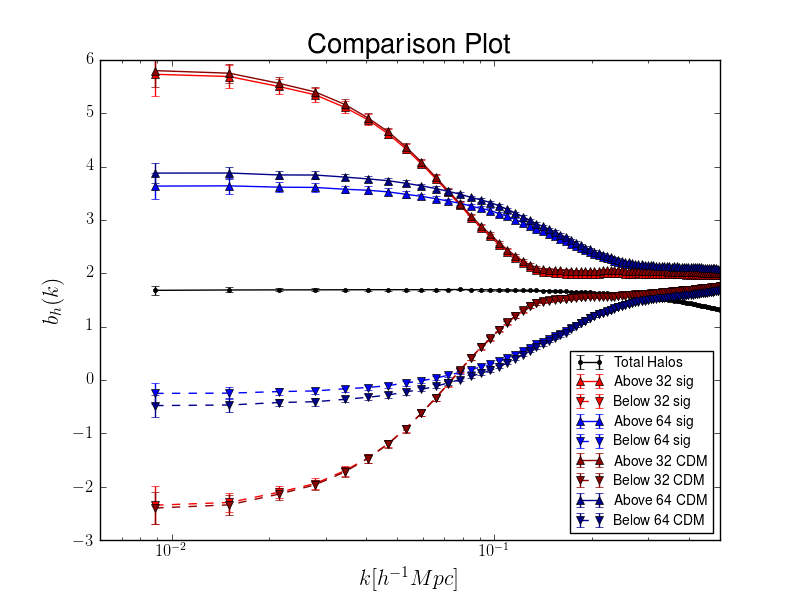 Comparison Plot
6
5
4
3
2
1
0
−1
−2
−3
b_h(k)
10^{-2}
10^{-1}
k[h^{-1}Mpc]
Total Halos
Above 32 sig
Below 32 sig
Above 64 sig
Below 64 sig
Above 32 CDM
Below 32 CDM
Above 64 CDM
Below 64 CDM